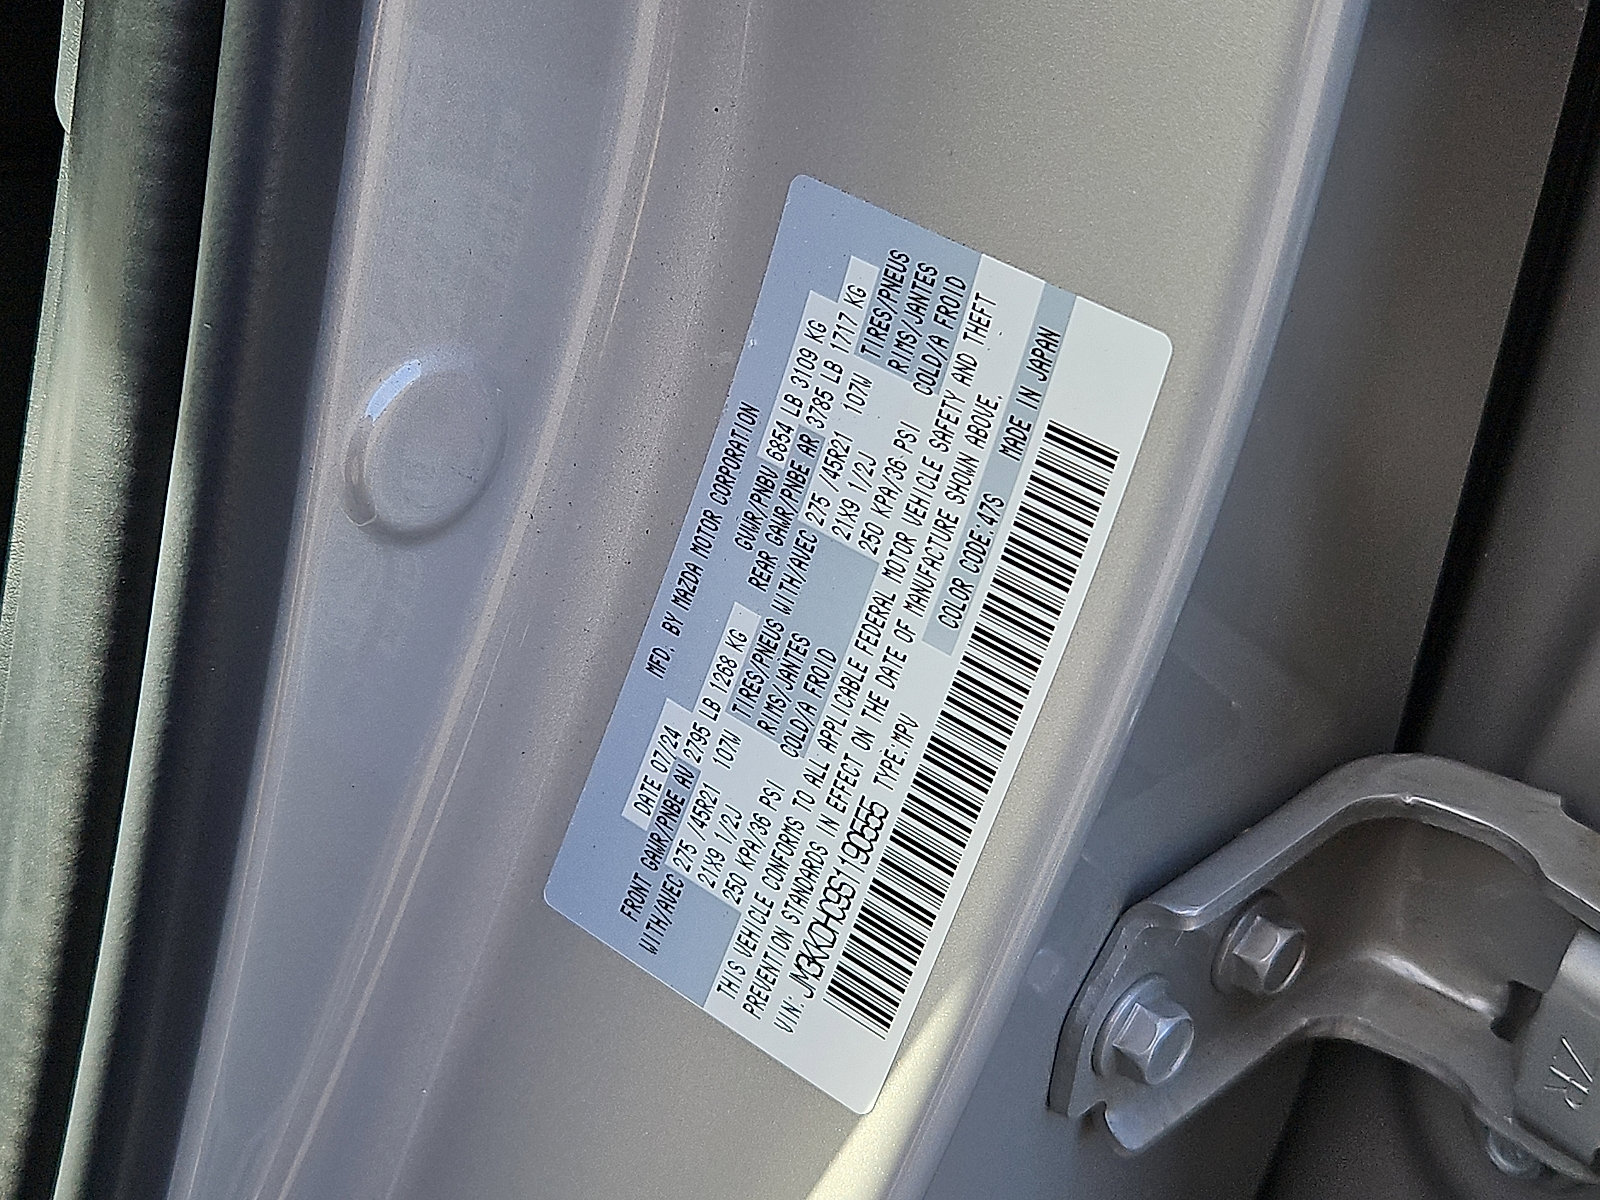 MFD. BY MAZDA MOTOR CORPORATION
DATE 07/24 GVWR/PNBV 6854 LB 3109 KG
FRONT GAWR/PNBE AV 2795 LB 1268 KG REAR GAWR/PNBE AR 3785 LB 1717 KG
WITH/AVEC 275 /45R21 107W TIRES/PNEUS WITH/AVEC 275 /45R21 107W TIRES/PNEUS
21X9 1/2J RIMS/JANTES 21X9 1/2J RIMS/JANTES
250 KPA/36 PSI COLD/A FROID 250 KPA/36 PSI COLD/A FROID
THIS VEHICLE CONFORMS TO ALL APPLICABLE FEDERAL MOTOR VEHICLE SAFETY AND THEFT
PREVENTION STANDARDS IN EFFECT ON THE DATE OF MANUFACTURE SHOWN ABOVE.
VIN: JM3KKDHC9S1190555 TYPE:MPV COLOR CODE:47S MADE IN JAPAN